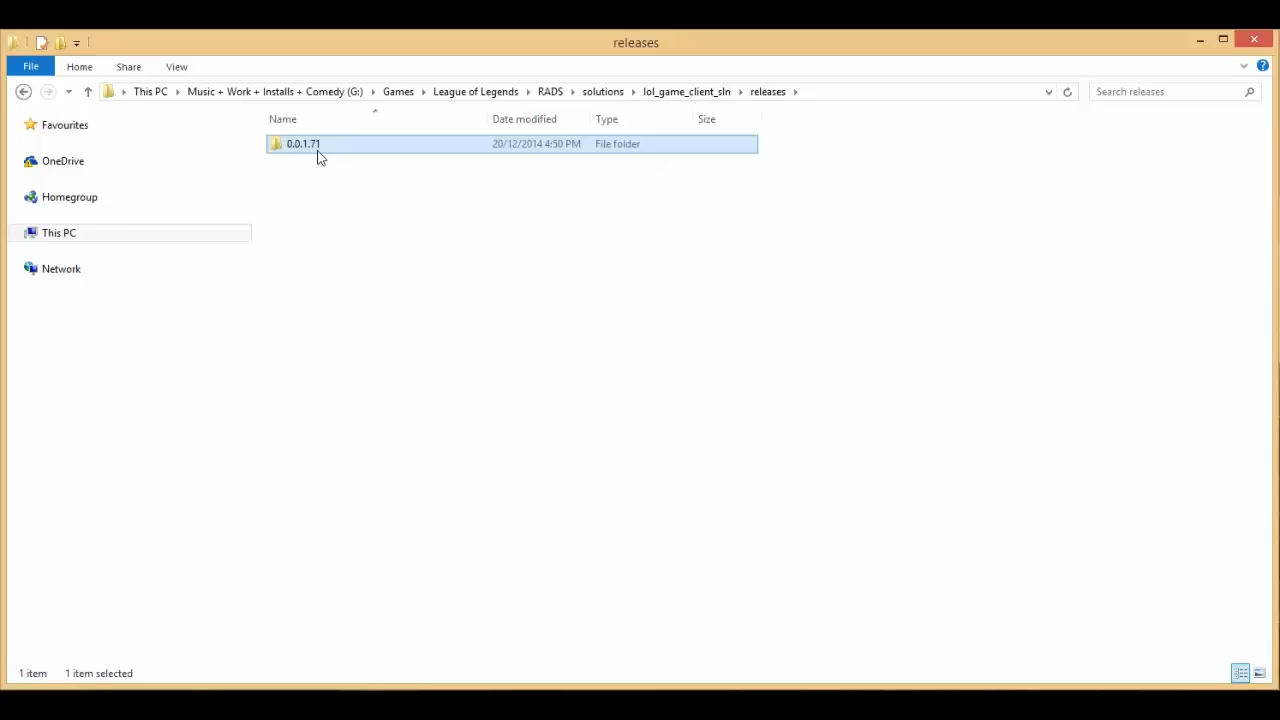 releases
File Home Share View
This PC Music + Work + Installs + Comedy (G:) Games League of Legends RADS solutions lol_game_client_sln releases Search releases
Name Date modified Type Size
Favourites
0.0.1.71 20/12/2014 4:50 PM File folder
OneDrive
Homegroup
This PC
Network
1 item 1 item selected